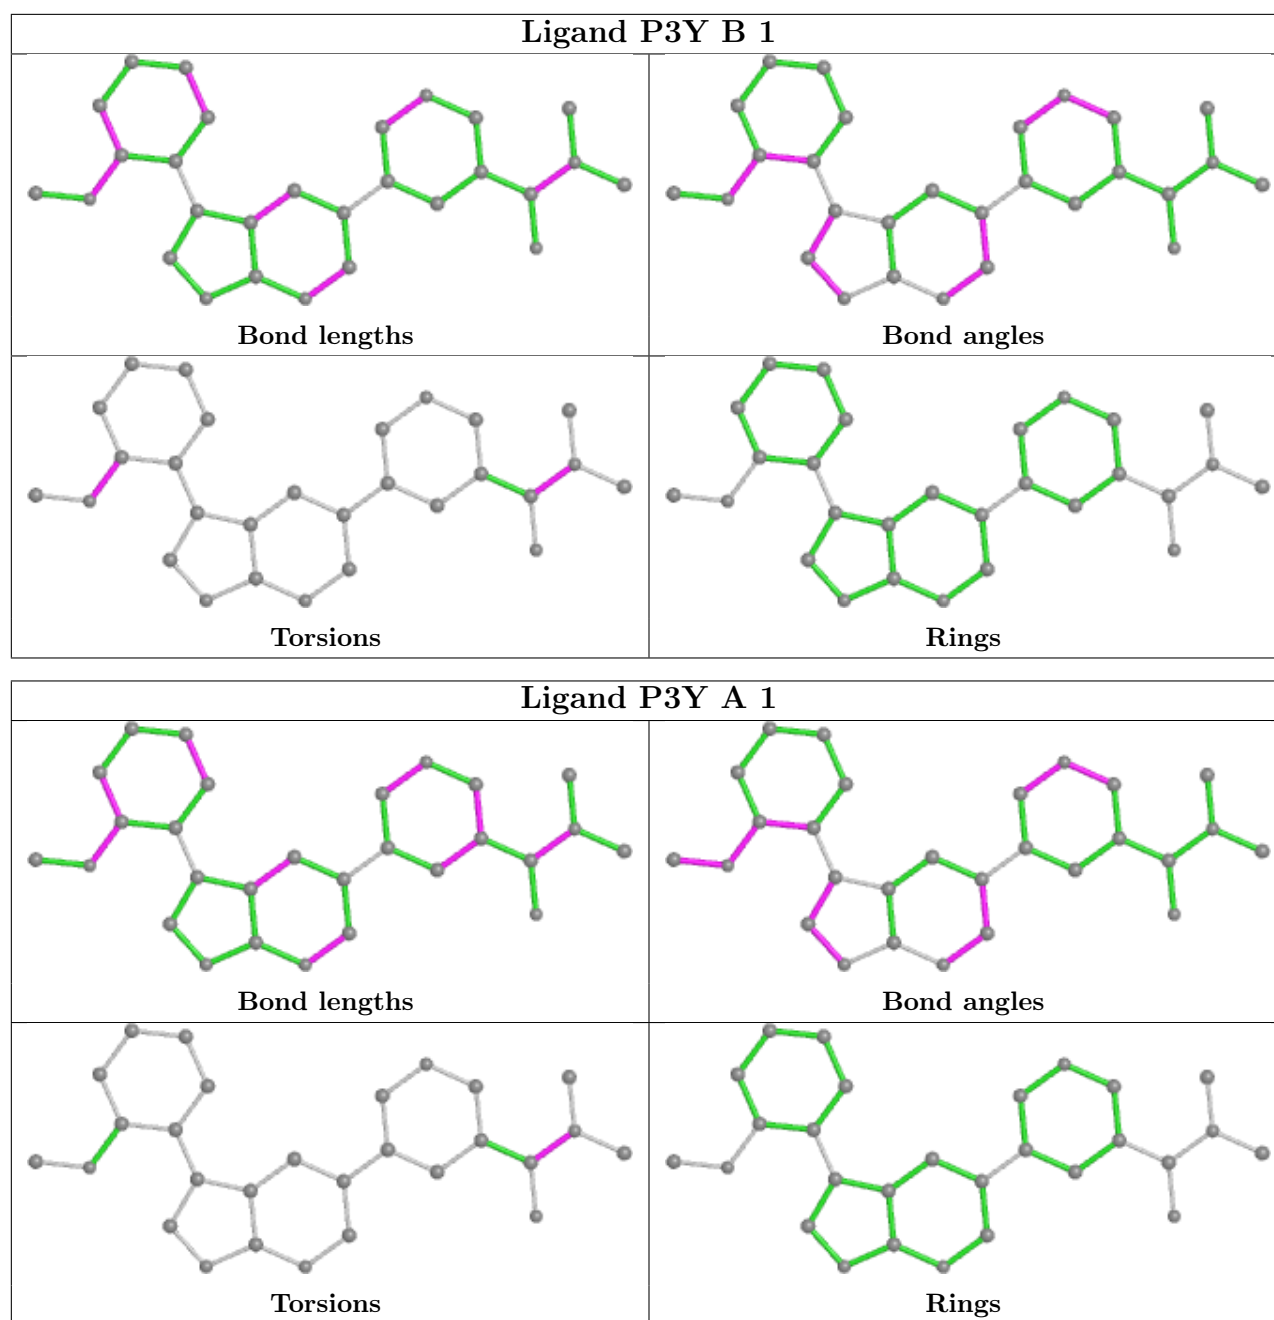 Ligand P3Y B 1
Bond lengths
Bond angles
Torsions
Rings
Ligand P3Y A 1
Bond lengths
Bond angles
Torsions
Rings